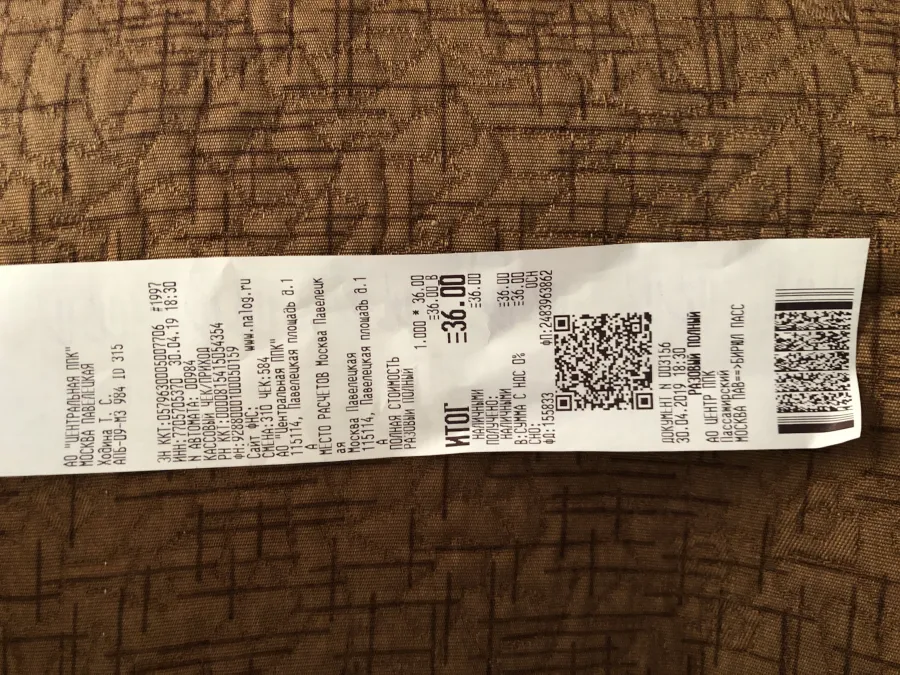 АО "ЦЕНТРАЛЬНАЯ ППК"
МОСКВА ПАВЕЛЕЦКАЯ
Ходина Т. С.
АПБ-09-МЗ 984 ID 315
ЗН ККТ:0579630005007706 #1997
ИНН:7705705370 30.04.19 18:30
N АВТОМАТА: 00984
КАССОВЫЙ ЧЕК/ПРИХОД
РН ККТ:0000815415054354
ФН:9288000100050159
Сайт ФНС: www.nalog.ru
СМЕНА:310 ЧЕК:584
АО "Центральная ППК"
115114, Павелецкая площадь д.1
А
МЕСТО РАСЧЕТОВ Москва Павелецк
ая
Москва Павелецкая
115114, Павелецкая площадь д.1
А
ПОЛНАЯ СТОИМОСТЬ
РАЗОВЫЙ ПОЛНЫЙ
1.000 * 36.00
=36.00 В
ИТОГ =36.00
НАЛИЧНЫМИ =36.00
ПОЛУЧЕНО:
НАЛИЧНЫМИ =36.00
В:СУММА С НДС 0% =36.00
СНО: ОСН
ФД:155833 ФП:2483963862
ДОКУМЕНТ N 003156
30.04.2019 18:30
РАЗОВЫЙ ПОЛНЫЙ
АО ЦЕНТР ППК
Пассажирский
МОСКВА ПАВ==>БИРЮЛ ПАСС